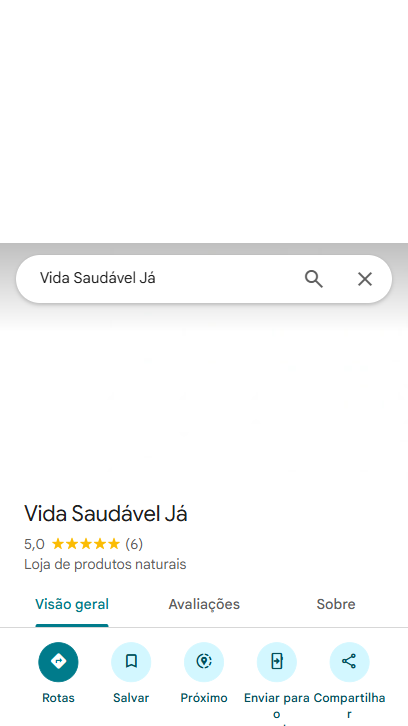 Vida Saudável Já
Vida Saudável Já
5,0 ★★★★★ (6)
Loja de produtos naturais
Visão geral Avaliações Sobre
Rotas Salvar Próximo Enviar para Compartilha
o r